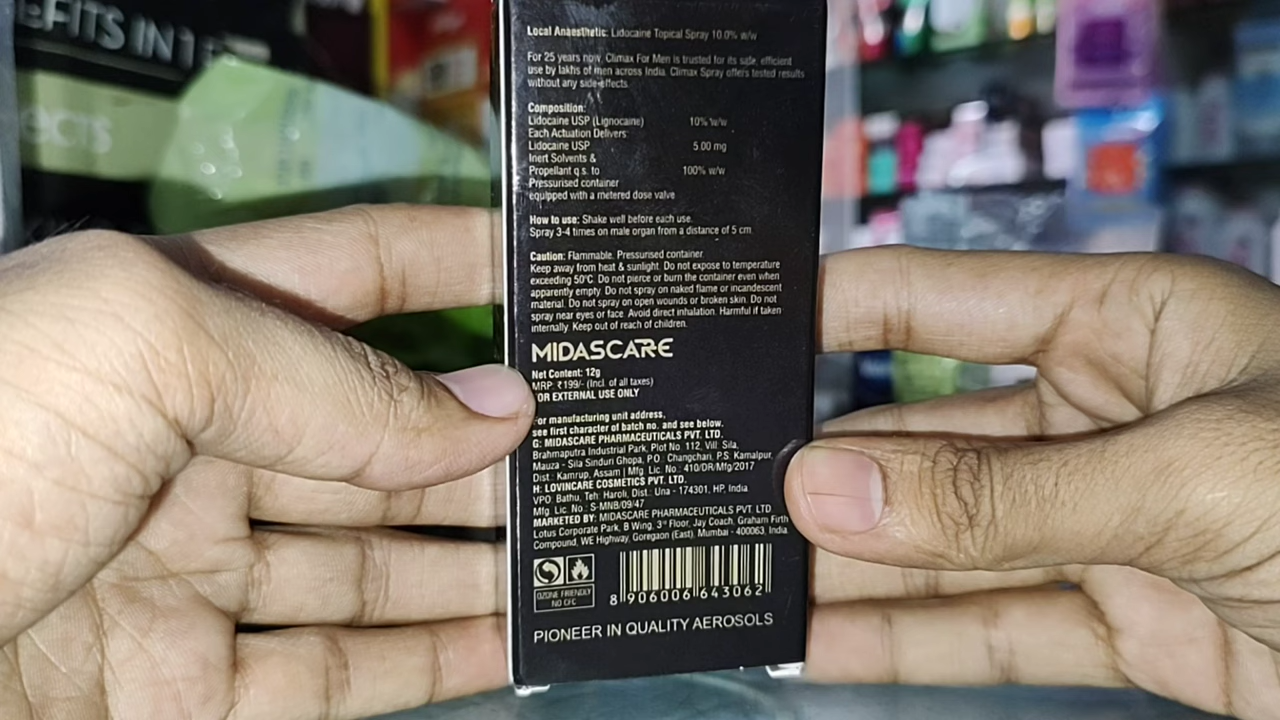 EFITS IN 1
ECTS
Local Anaesthetic: Lidocaine Topical Spray 10.0% w/w
For 25 years now, Climax For Men is trusted for its safe, efficient
use by lakhs of men across India. Climax Spray offers tested results
without any side-effects.
Composition:
Lidocaine USP (Lignocaine) 10% w/w
Each Actuation Delivers:
Lidocaine USP 5.00 mg
Inert Solvents &
Propellant q.s. to 100% w/w
Pressurised container
equipped with a metered dose valve
How to use: Shake well before each use.
Spray 3-4 times on male organ from a distance of 5 cm.
Caution: Flammable. Pressurised container.
Keep away from heat & sunlight. Do not expose to temperature
exceeding 50°C. Do not pierce or burn the container even when
apparently empty. Do not spray on naked flame or incandescent
material. Do not spray on open wounds or broken skin. Do not
spray near eyes or face. Avoid direct inhalation. Harmful if taken
internally. Keep out of reach of children.
MIDASCARE
Net Content: 12g
MRP: ₹199/- (Incl. of all taxes)
FOR EXTERNAL USE ONLY
For manufacturing unit address,
see first character of batch no. and see below.
G: MIDASCARE PHARMACEUTICALS PVT. LTD.
Brahmaputra Industrial Park, Plot No. 112, Vill. Sila,
Mauza - Sila Sinduri Ghopa, P.O.: Changchari, P.S. Kamalpur,
Dist.: Kamrup, Assam | Mfg. Lic. No.: 410/DR/Mfg/2017
H: LOVINCARE COSMETICS PVT. LTD.
VPO: Bathu, Teh: Haroli, Dist.: Una - 174301, HP, India.
Mfg. Lic. No.: S-MNB/09/47
MARKETED BY: MIDASCARE PHARMACEUTICALS PVT. LTD.
Lotus Corporate Park, B Wing, 3rd Floor, Jay Coach, Graham Firth
Compound, WE Highway, Goregaon (East), Mumbai - 400063, India.
OZONE FRIENDLY
NO CFC
8 906006 643062
PIONEER IN QUALITY AEROSOLS